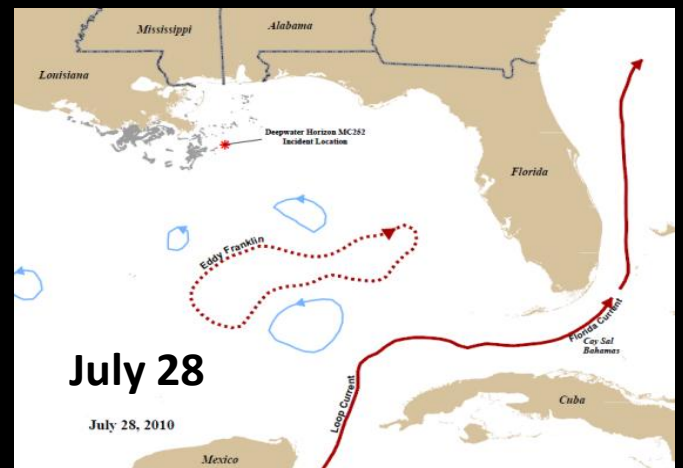 Mississippi
Alabama
Louisiana
Deepwater Horizon MC252
Incident Location
Florida
Eddy Franklin
Florida Current
Cay Sal
Bahamas
July 28
Loop Current
Cuba
July 28, 2010
Mexico